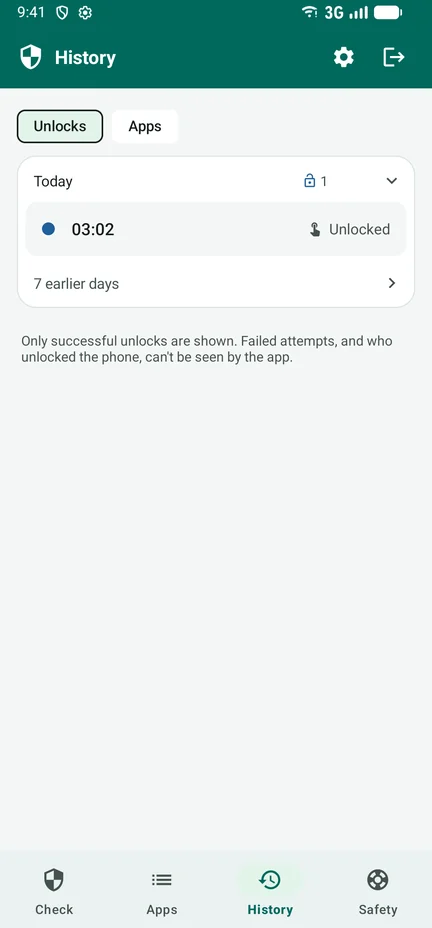 9:41
3G
History
Unlocks
Apps
Today
1
03:02
Unlocked
7 earlier days
Only successful unlocks are shown. Failed attempts, and who
unlocked the phone, can't be seen by the app.
Check
Apps
History
Safety